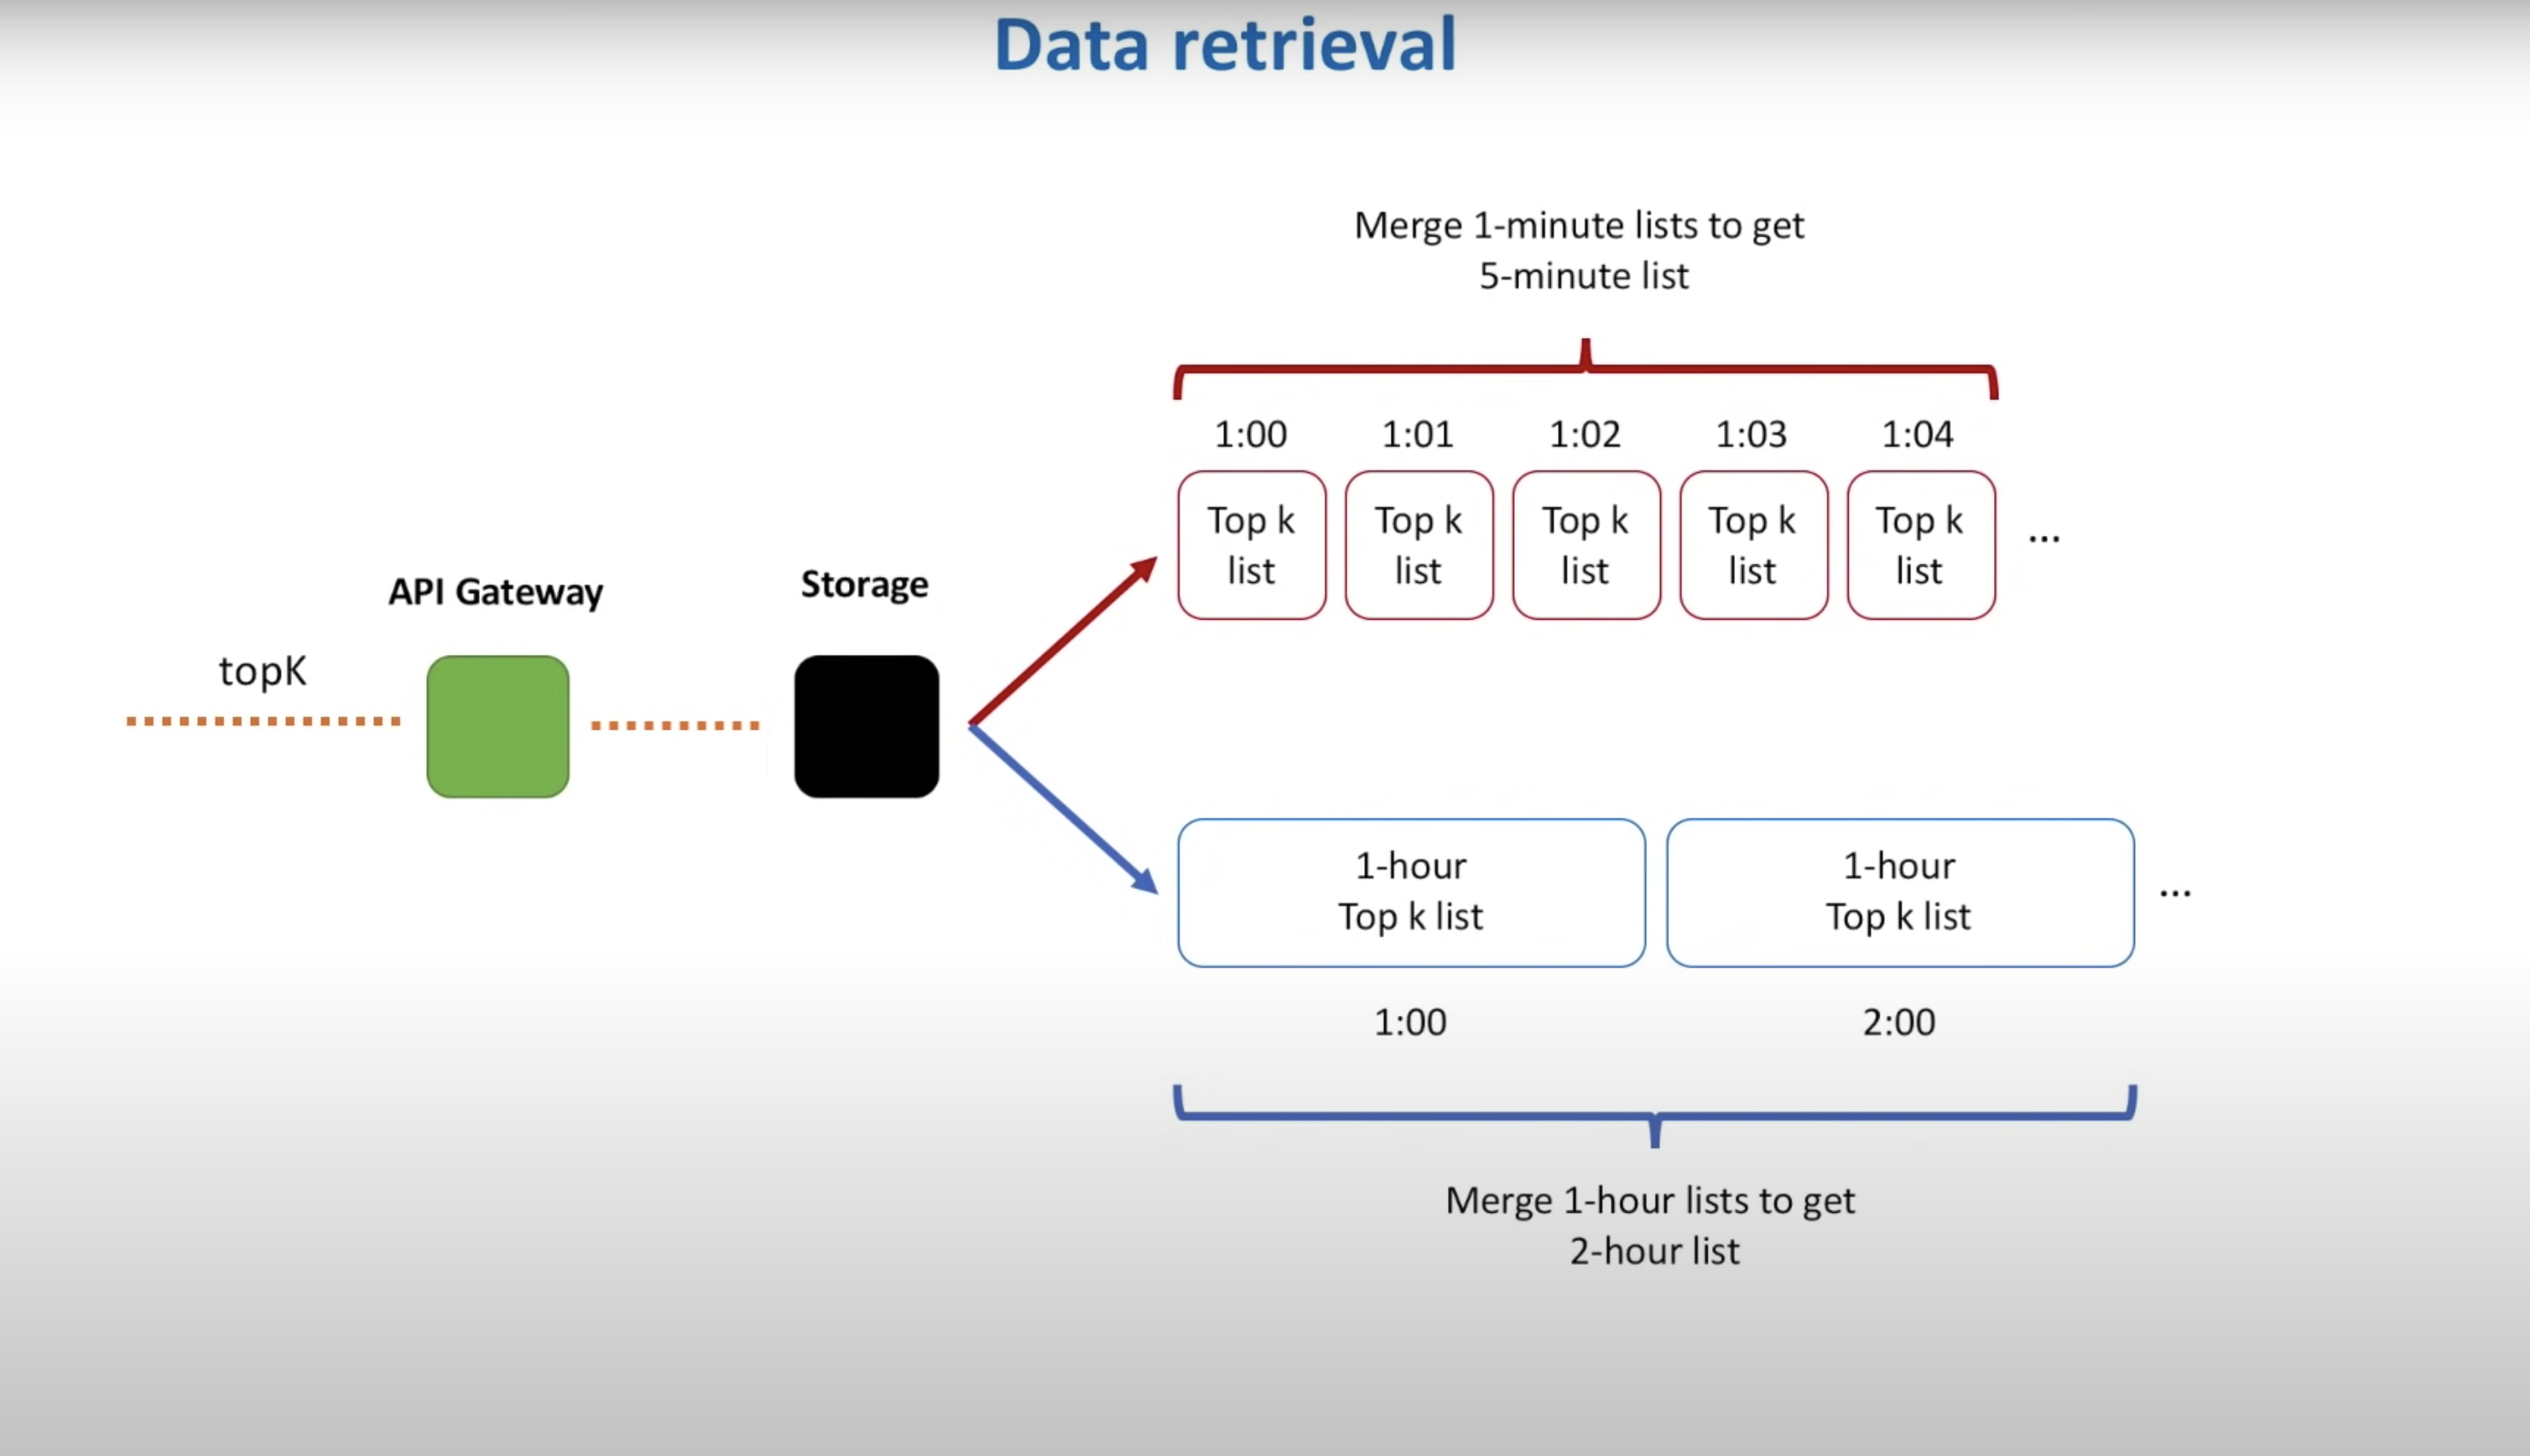 Data retrieval
Merge 1-minute lists to get
5-minute list
1:00 1:01 1:02 1:03 1:04
Top k Top k Top k Top k Top k
list list list list list
...
API Gateway
Storage
topK
1-hour
Top k list
1-hour
Top k list
...
1:00 2:00
Merge 1-hour lists to get
2-hour list